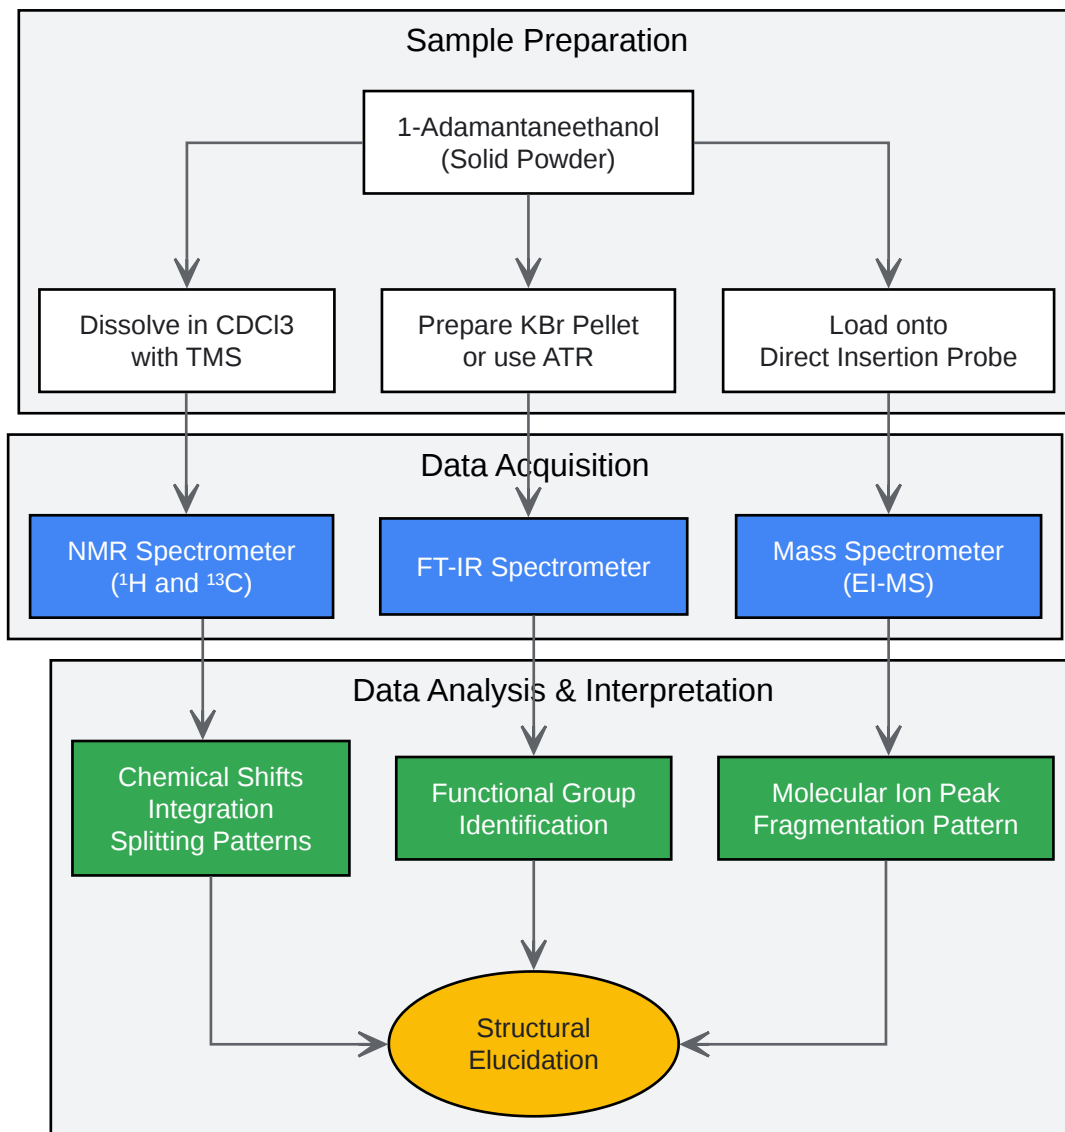 Sample Preparation
1-Adamantaneethanol
(Solid Powder)
Dissolve in CDCl3
with TMS
Prepare KBr Pellet
or use ATR
Load onto
Direct Insertion Probe
Data Acquisition
NMR Spectrometer
(¹H and ¹³C)
FT-IR Spectrometer
Mass Spectrometer
(EI-MS)
Data Analysis & Interpretation
Chemical Shifts
Integration
Splitting Patterns
Functional Group
Identification
Molecular Ion Peak
Fragmentation Pattern
Structural
Elucidation